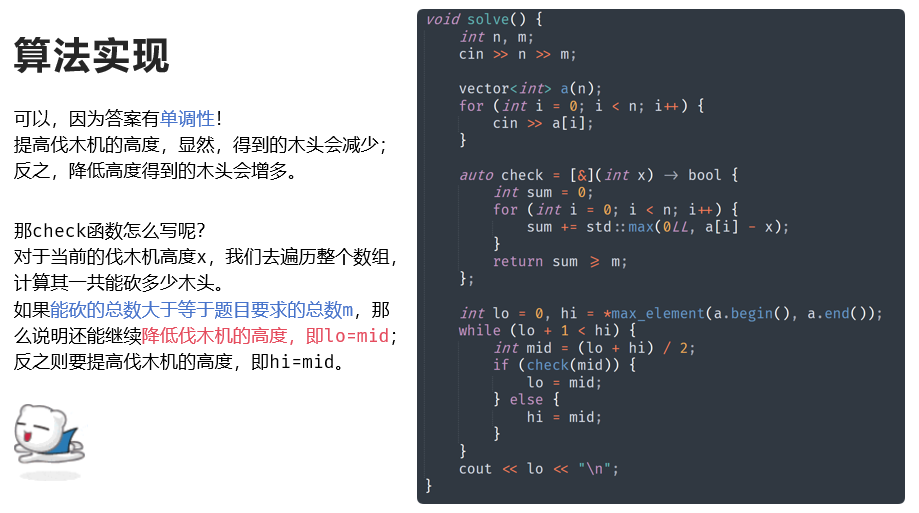 算法实现
可以，因为答案有单调性！
提高伐木机的高度，显然，得到的木头会减少；
反之，降低高度得到的木头会增多。
那check函数怎么写呢？
对于当前的伐木机高度x，我们去遍历整个数组，
计算其一共能砍多少木头。
如果能砍的总数大于等于题目要求的总数m，那
么说明还能继续降低伐木机的高度，即lo=mid；
反之则要提高伐木机的高度，即hi=mid。
void solve() {
    int n, m;
    cin >> n >> m;
    vector<int> a(n);
    for (int i = 0; i < n; i++) {
        cin >> a[i];
    }
    auto check = [&](int x) -> bool {
        int sum = 0;
        for (int i = 0; i < n; i++) {
            sum += std::max(0LL, a[i] - x);
        }
        return sum >= m;
    };
    int lo = 0, hi = *max_element(a.begin(), a.end());
    while (lo + 1 < hi) {
        int mid = (lo + hi) / 2;
        if (check(mid)) {
            lo = mid;
        } else {
            hi = mid;
        }
    }
    cout << lo << "\n";
}